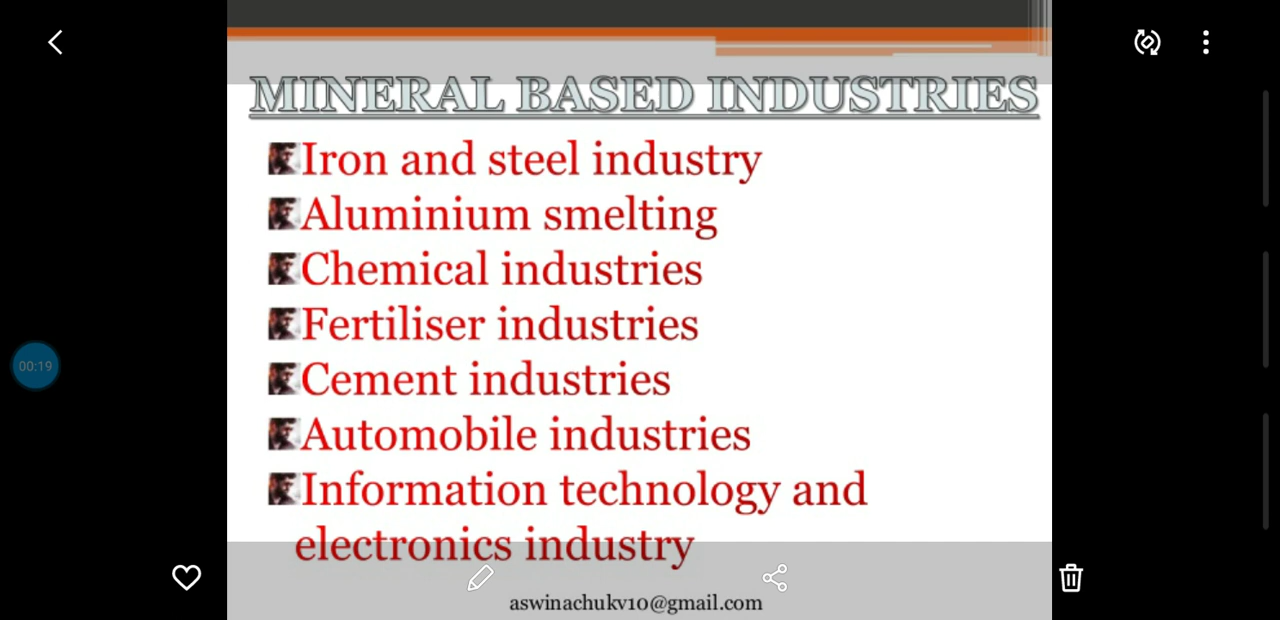 MINERAL BASED INDUSTRIES
Iron and steel industry
Aluminium smelting
Chemical industries
Fertiliser industries
Cement industries
00:19
Automobile industries
Information technology and
electronics industry
aswinachukv10@gmail.com